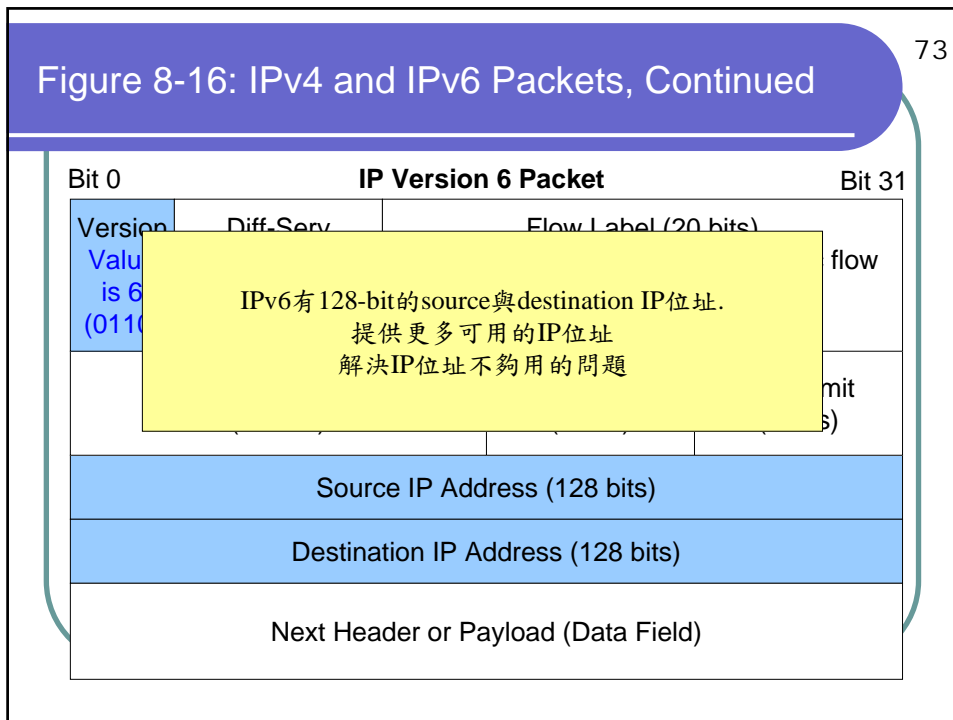 73
Figure 8-16: IPv4 and IPv6 Packets, Continued
Bit 0 IP Version 6 Packet Bit 31
Version Diff-Serv Flow Label (20 bits)
flow
is 6
IPv6有128-bit的source與destination IP位址.
提供更多可用的IP位址
解決IP位址不夠用的問題
Source IP Address (128 bits)
Destination IP Address (128 bits)
Next Header or Payload (Data Field)